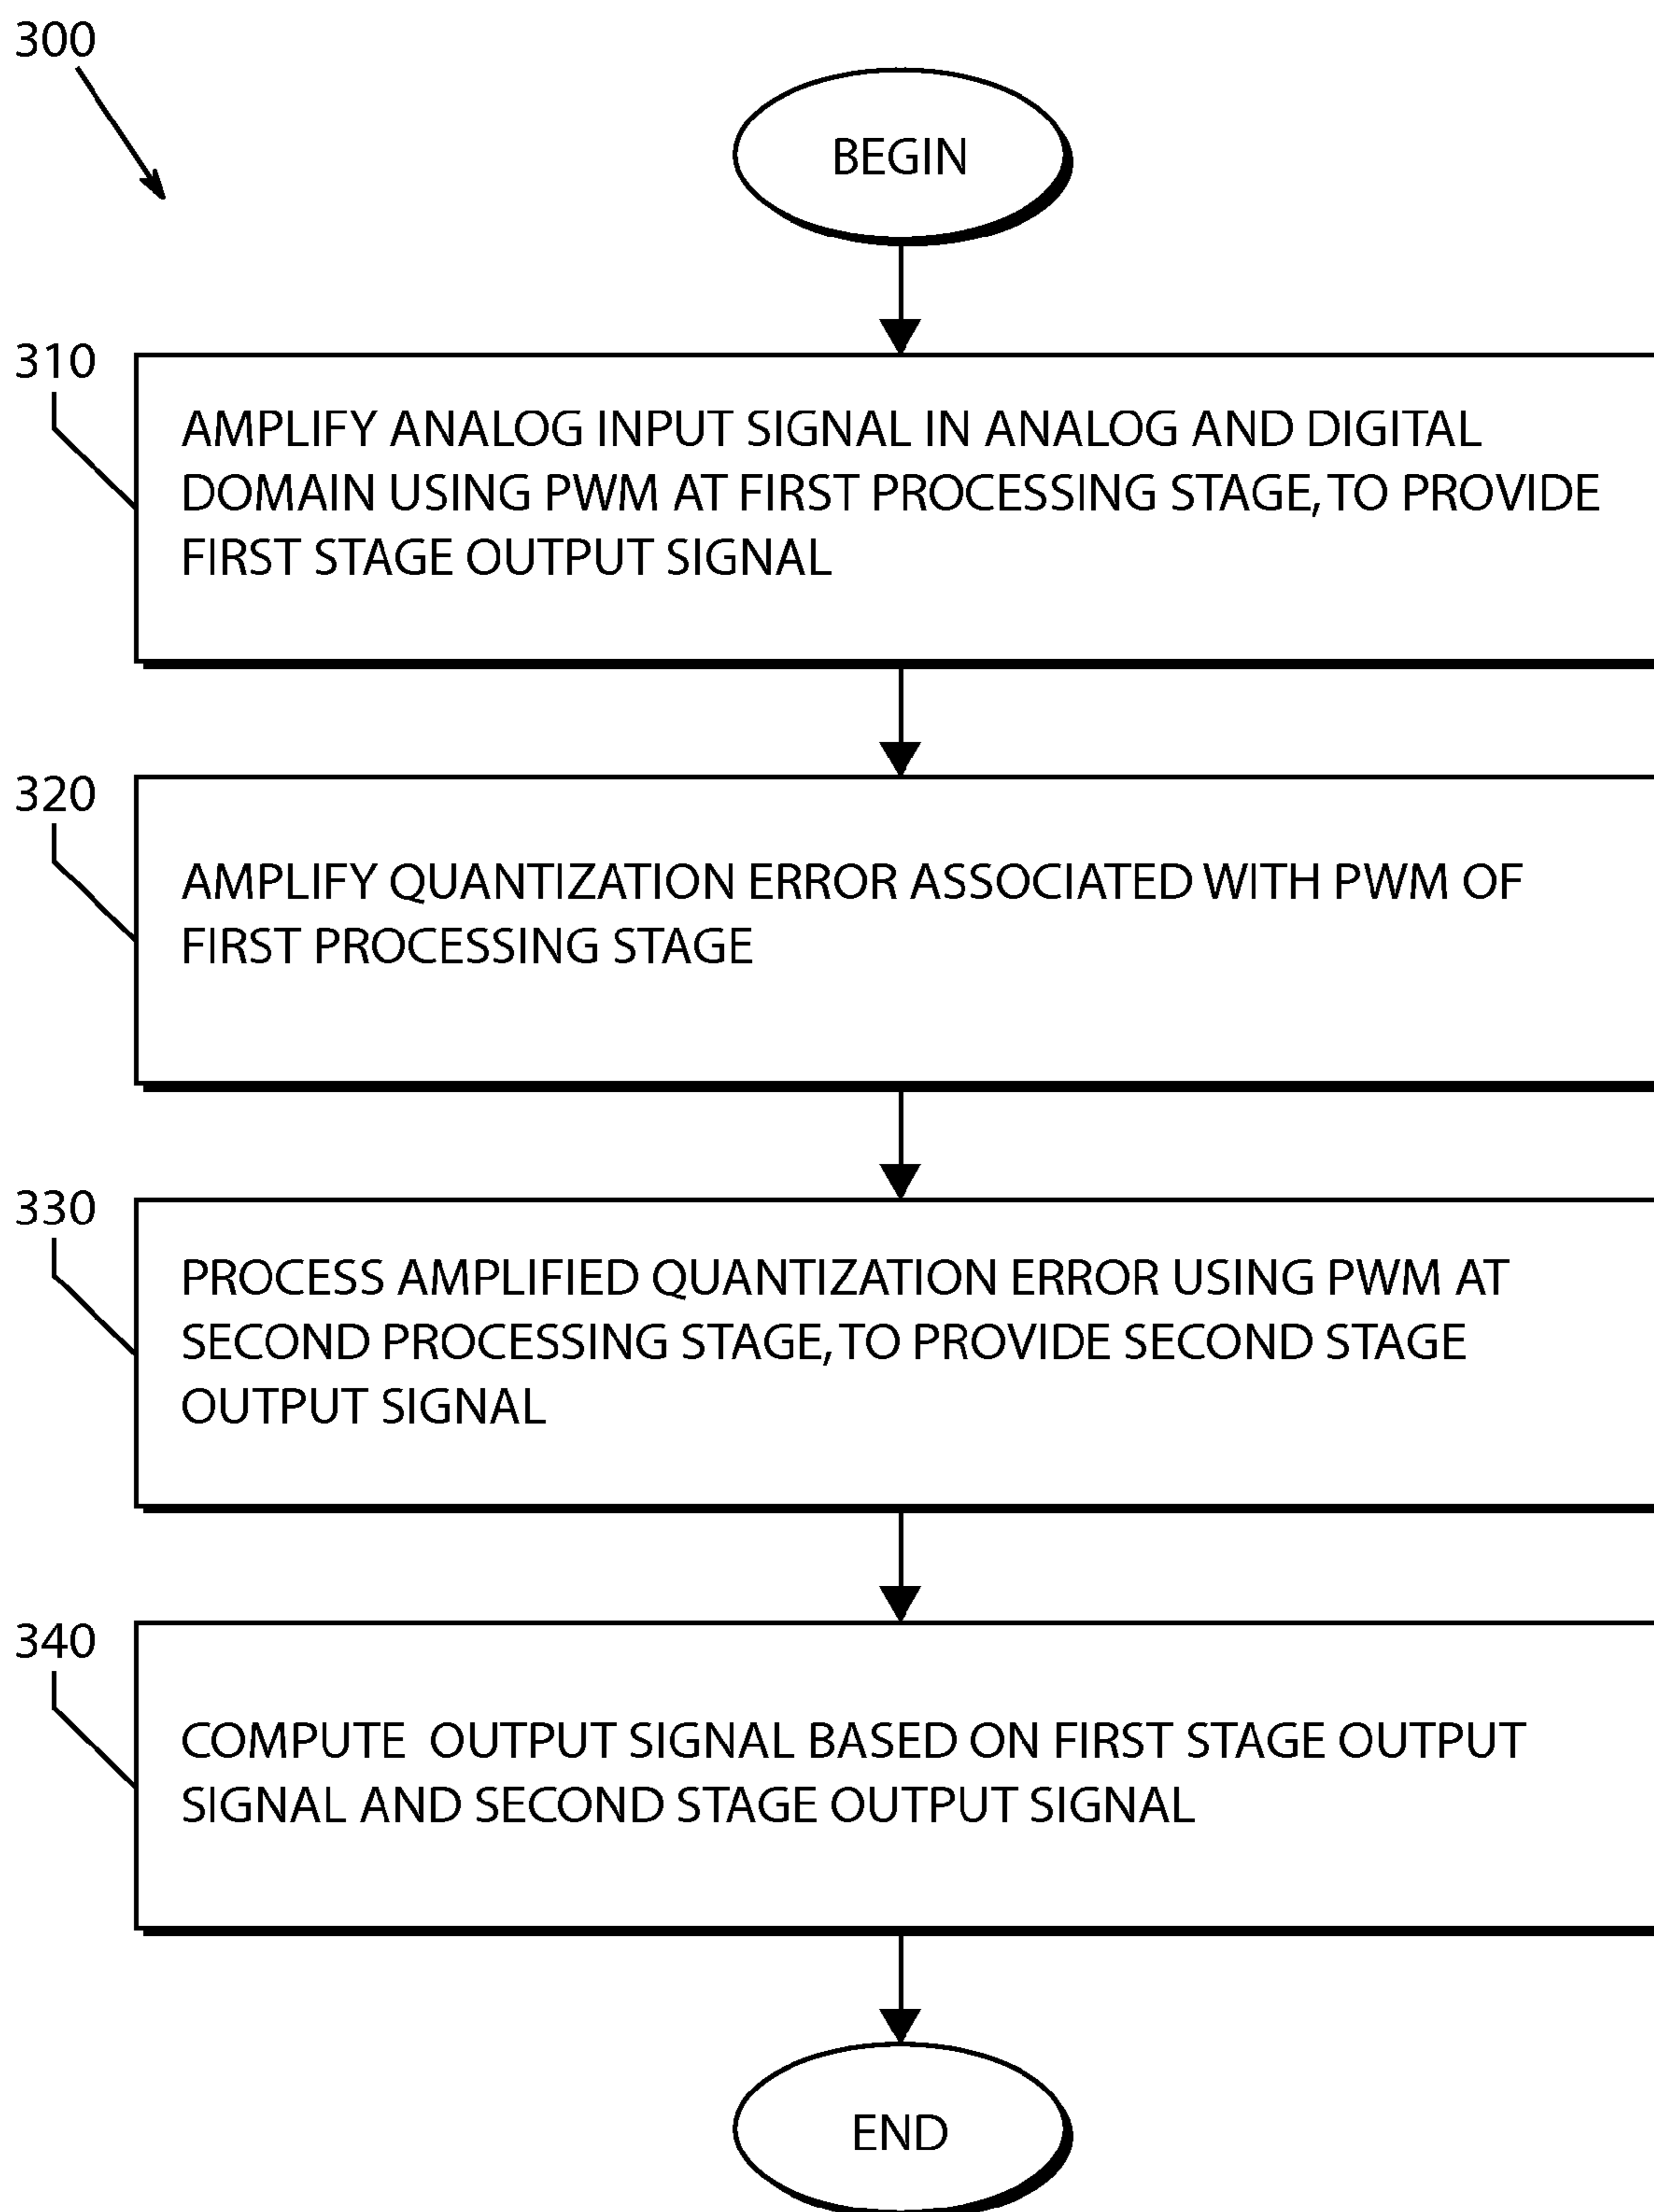 300
BEGIN
310
AMPLIFY ANALOG INPUT SIGNAL IN ANALOG AND DIGITAL
DOMAIN USING PWM AT FIRST PROCESSING STAGE, TO PROVIDE
FIRST STAGE OUTPUT SIGNAL
320
AMPLIFY QUANTIZATION ERROR ASSOCIATED WITH PWM OF
FIRST PROCESSING STAGE
330
PROCESS AMPLIFIED QUANTIZATION ERROR USING PWM AT
SECOND PROCESSING STAGE, TO PROVIDE SECOND STAGE
OUTPUT SIGNAL
340
COMPUTE OUTPUT SIGNAL BASED ON FIRST STAGE OUTPUT
SIGNAL AND SECOND STAGE OUTPUT SIGNAL
END